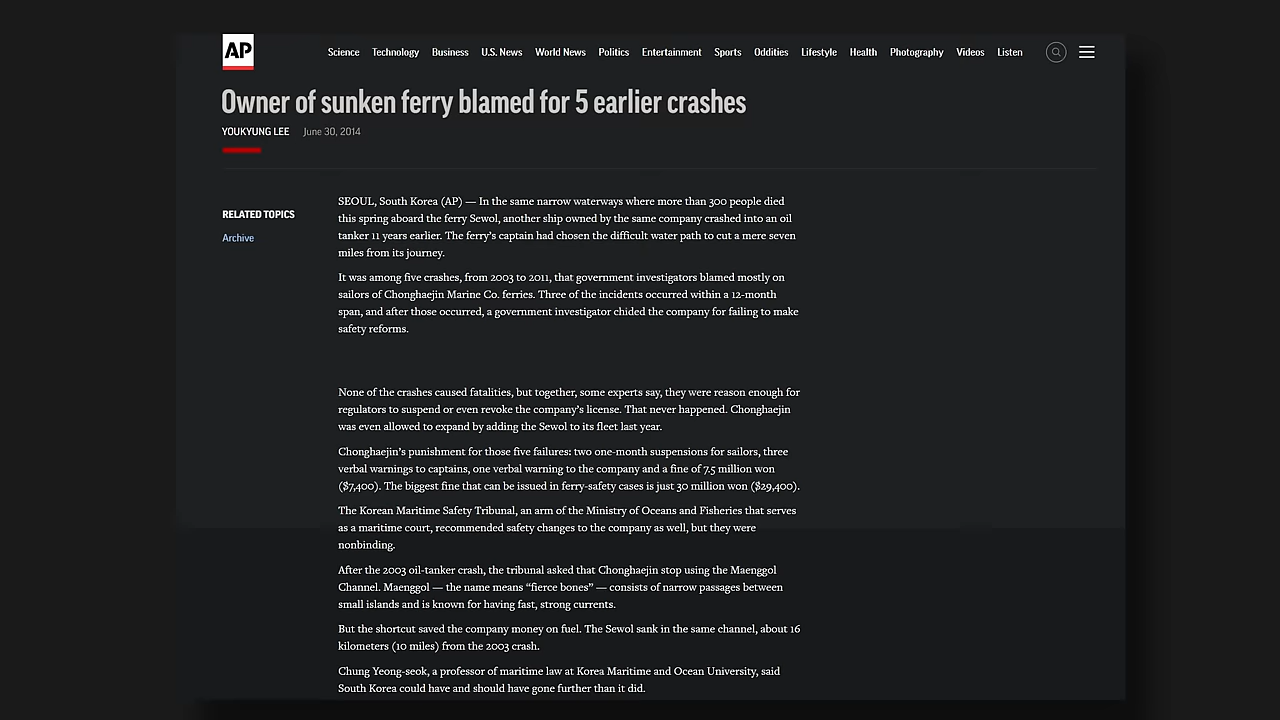 AP
Science Technology Business U.S. News World News Politics Entertainment Sports Oddities Lifestyle Health Photography Videos Listen
Owner of sunken ferry blamed for 5 earlier crashes
YOUKYUNG LEE June 30, 2014
RELATED TOPICS
Archive
SEOUL, South Korea (AP) — In the same narrow waterways where more than 300 people died
this spring aboard the ferry Sewol, another ship owned by the same company crashed into an oil
tanker 11 years earlier. The ferry's captain had chosen the difficult water path to cut a mere seven
miles from its journey.
It was among five crashes, from 2003 to 2011, that government investigators blamed mostly on
sailors of Chonghaejin Marine Co. ferries. Three of the incidents occurred within a 12-month
span, and after those occurred, a government investigator chided the company for failing to make
safety reforms.
None of the crashes caused fatalities, but together, some experts say, they were reason enough for
regulators to suspend or even revoke the company's license. That never happened. Chonghaejin
was even allowed to expand by adding the Sewol to its fleet last year.
Chonghaejin's punishment for those five failures: two one-month suspensions for sailors, three
verbal warnings to captains, one verbal warning to the company and a fine of 7.5 million won
($7,400). The biggest fine that can be issued in ferry-safety cases is just 30 million won ($29,400).
The Korean Maritime Safety Tribunal, an arm of the Ministry of Oceans and Fisheries that serves
as a maritime court, recommended safety changes to the company as well, but they were
nonbinding.
After the 2003 oil-tanker crash, the tribunal asked that Chonghaejin stop using the Maenggol
Channel. Maenggol — the name means “fierce bones” — consists of narrow passages between
small islands and is known for having fast, strong currents.
But the shortcut saved the company money on fuel. The Sewol sank in the same channel, about 16
kilometers (10 miles) from the 2003 crash.
Chung Yeong-seok, a professor of maritime law at Korea Maritime and Ocean University, said
South Korea could have and should have gone further than it did.